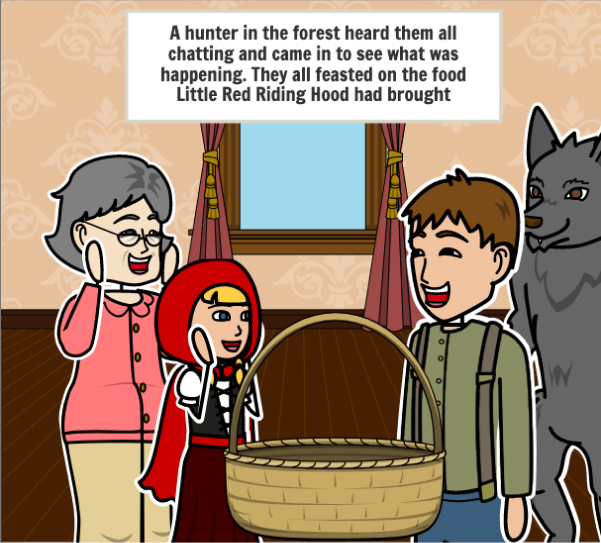 A hunter in the forest heard them all
chatting and came in to see what was
happening. They all feasted on the food
Little Red Riding Hood had brought